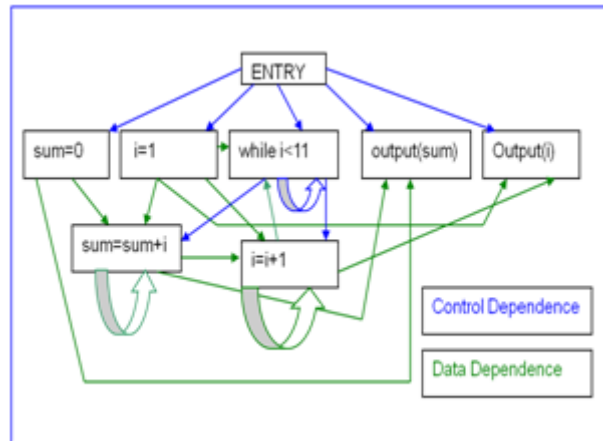 ENTRY
sum=0
i=1
while i<11
output(sum)
Output(i)
sum=sum+i
i=i+1
Control Dependence
Data Dependence